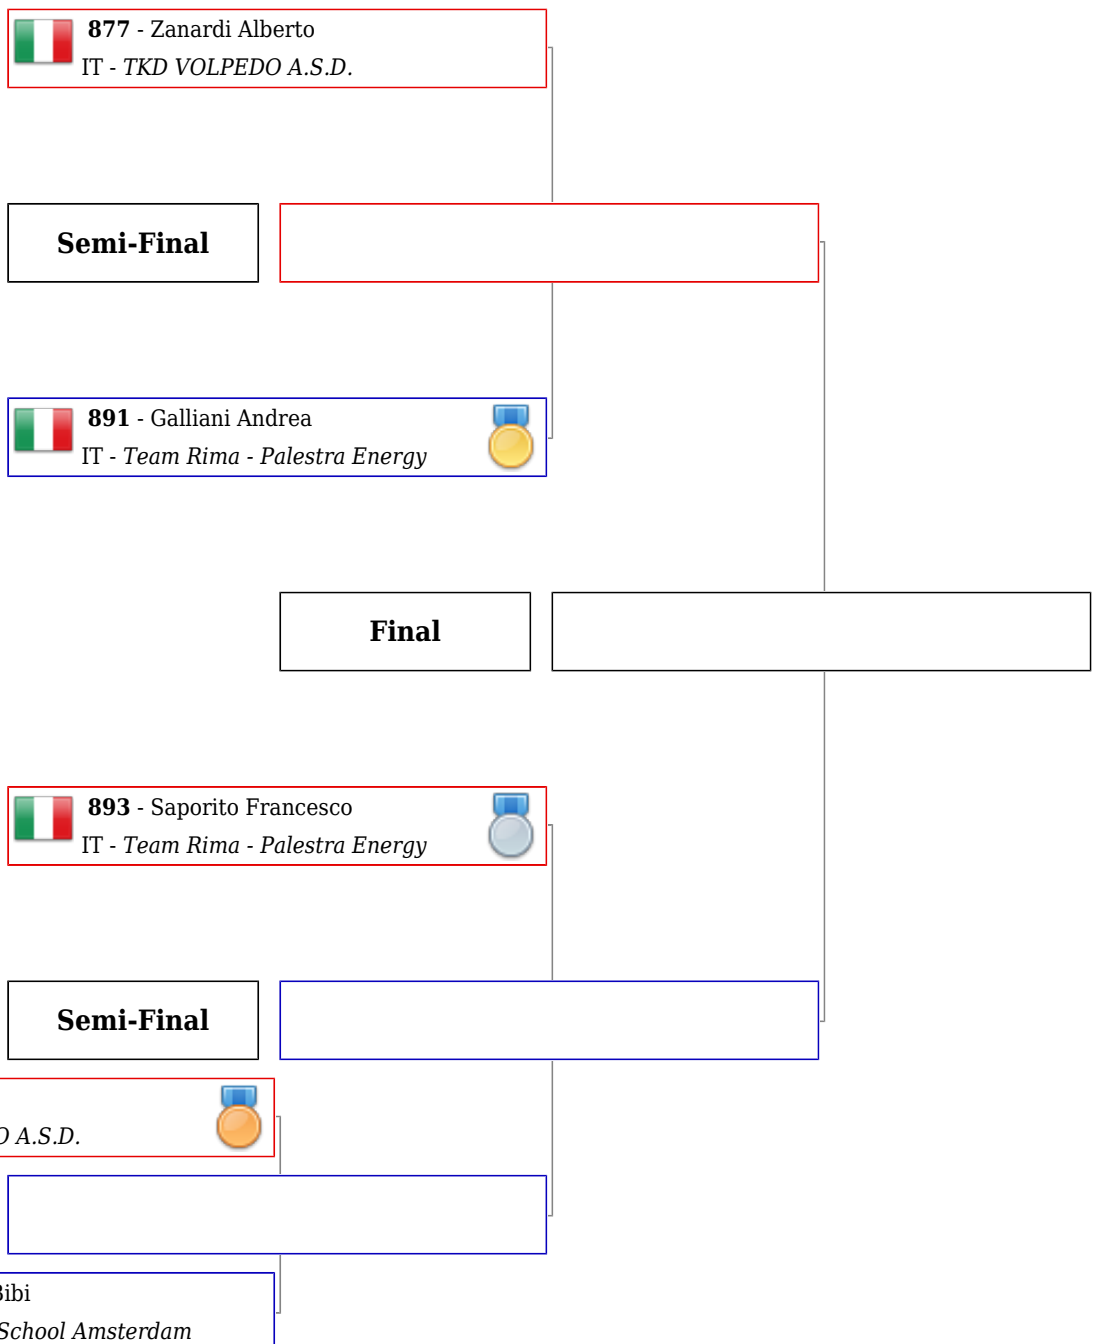 877 - Zanardi Alberto
IT - TKD VOLPEDO A.S.D.
Semi-Final
891 - Galliani Andrea
IT - Team Rima - Palestra Energy
Final
893 - Saporito Francesco
IT - Team Rima - Palestra Energy
Semi-Final
A.S.D.
School Amsterdam